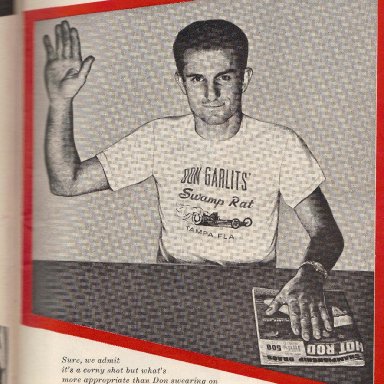 DON GARLITS'
Swamp Rat
TAMPA, FLA.
HOT ROD
Sure, we admit
it's a corny shot but what's
more appropriate than Don swearing on